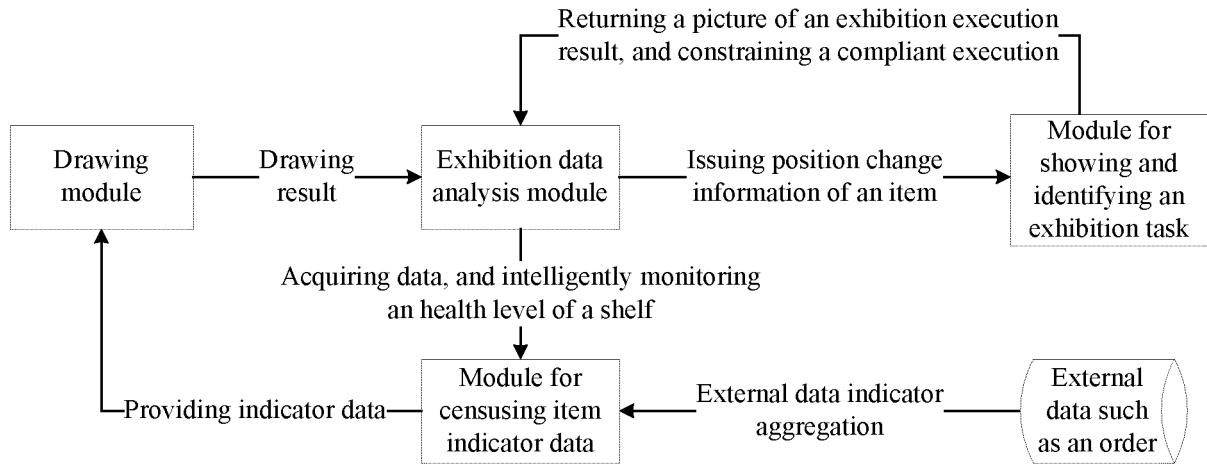 Returning a picture of an exhibition execution
result, and constraining a compliant execution
Drawing
module
Drawing
result
Exhibition data
analysis module
Issuing position change
information of an item
Module for
showing and
identifying an
exhibition task
Acquiring data, and intelligently monitoring
an health level of a shelf
Providing indicator data
Module for
censusing item
indicator data
External data indicator
aggregation
External
data such
as an order